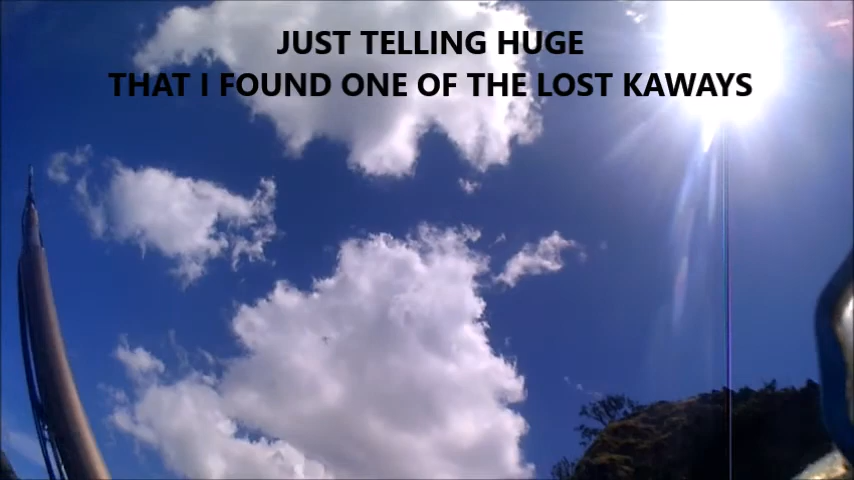 JUST TELLING HUGE
THAT I FOUND ONE OF THE LOST KAWAYS